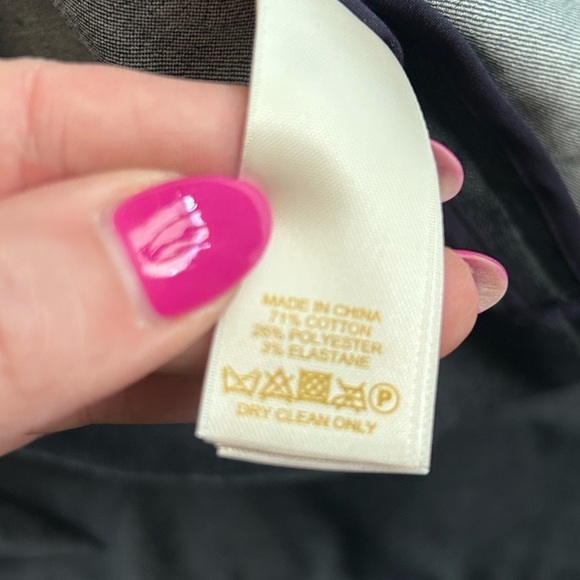 MADE IN CHINA
71% COTTON
26% POLYESTER
3% ELASTANE
P
DRY CLEAN ONLY